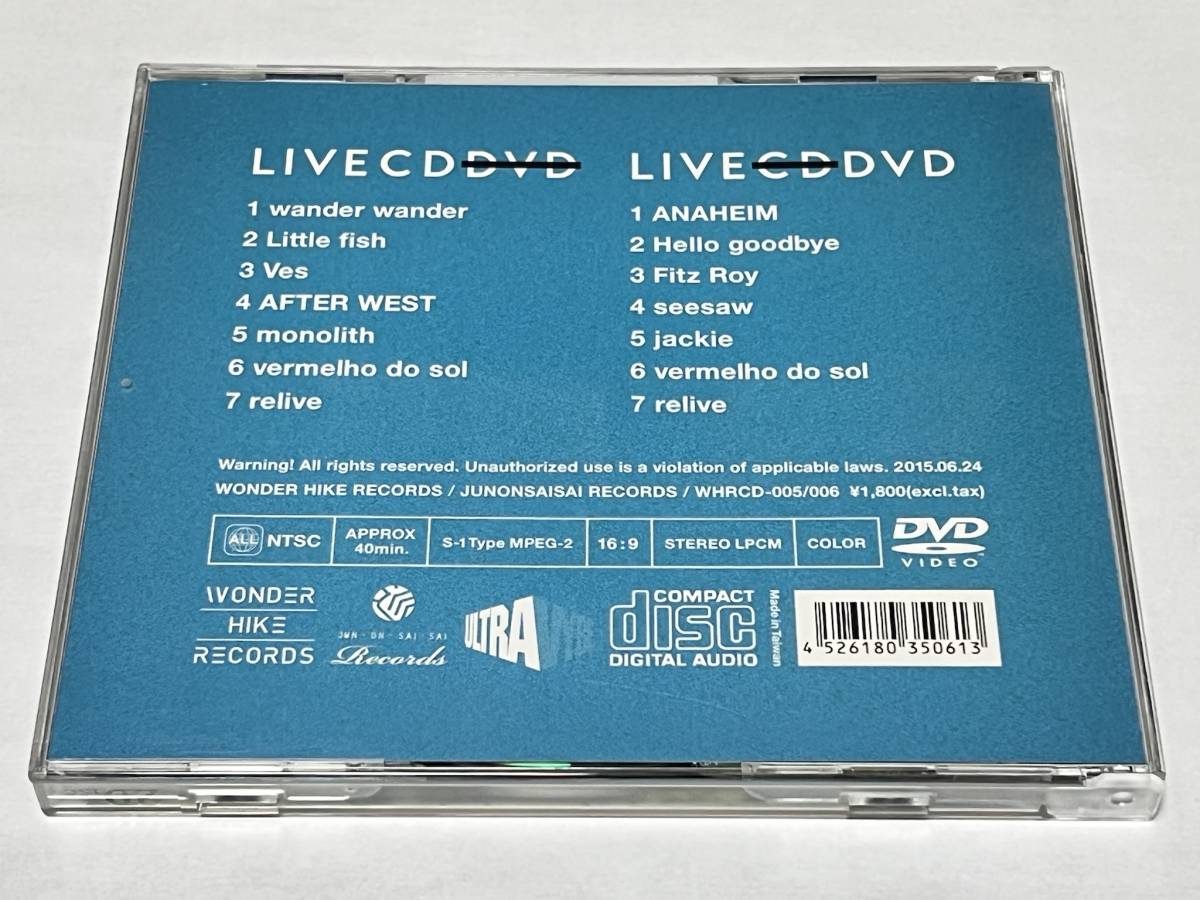 LIVECDDVD
1 wander wander
2 Little fish
3 Ves
4 AFTER WEST
5 monolith
6 vermelho do sol
7 relive
LIVECDDVD
1 ANAHEIM
2 Hello goodbye
3 Fitz Roy
4 seesaw
5 jackie
6 vermelho do sol
7 relive
Warning! All rights reserved. Unauthorized use is a violation of applicable laws. 2015.06.24
WONDER HIKE RECORDS / JUNONSAISAI RECORDS / WHRCD-005/006 ¥1,800(excl.tax)
ALL NTSC
APPROX
40min.
S-1Type MPEG-2
16:9
STEREO LPCM
COLOR
DVD
VIDEO™
WONDER
HIKE
RECORDS
JUN-ON-SAI SAI
Records
ULTRAVYBE
COMPACT
disc
DIGITAL AUDIO
Made in Taiwan
4 526180 350613